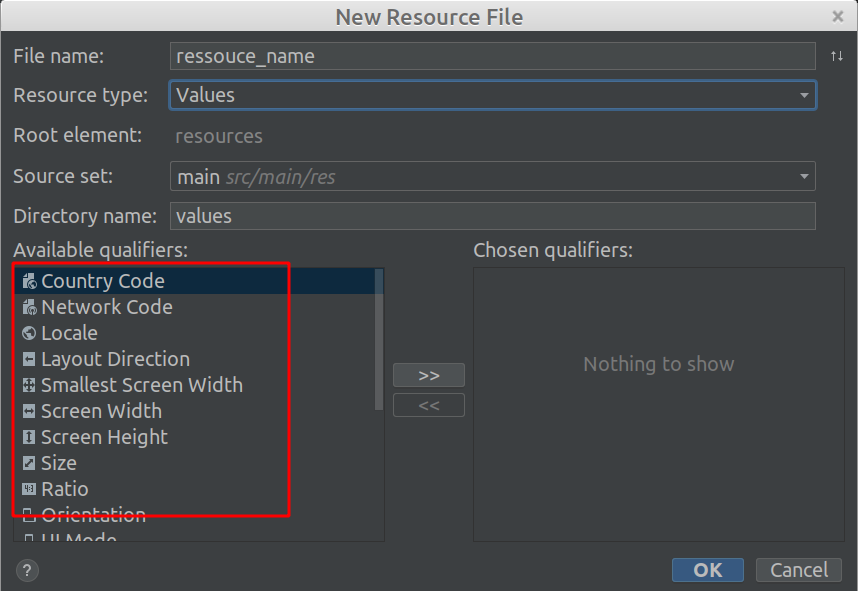 New Resource File
File name: ressouce_name
Resource type: Values
Root element: resources
Source set: main src/main/res
Directory name: values
Available qualifiers:
Country Code
Network Code
Locale
Layout Direction
Smallest Screen Width
Screen Width
Screen Height
Size
Ratio
Orientation
UI Mode
>>
<<
Chosen qualifiers:
Nothing to show
?
OK
Cancel